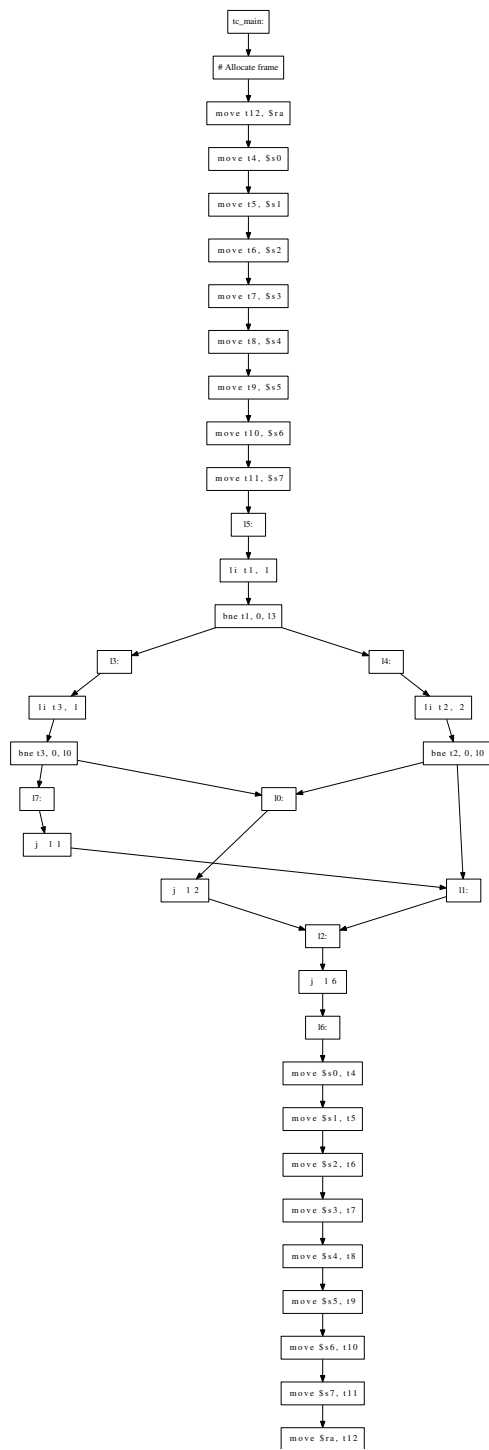 tc_main:
# Allocate frame
move t12, $ra
move t4, $s0
move t5, $s1
move t6, $s2
move t7, $s3
move t8, $s4
move t9, $s5
move t10, $s6
move t11, $s7
l5:
li t1, 1
bne t1, 0, l3
l3:
l4:
li t3, 1
li t2, 2
bne t3, 0, l0
bne t2, 0, l0
l7:
l0:
j l1
j l2
l1:
l2:
j l6
l6:
move $s0, t4
move $s1, t5
move $s2, t6
move $s3, t7
move $s4, t8
move $s5, t9
move $s6, t10
move $s7, t11
move $ra, t12